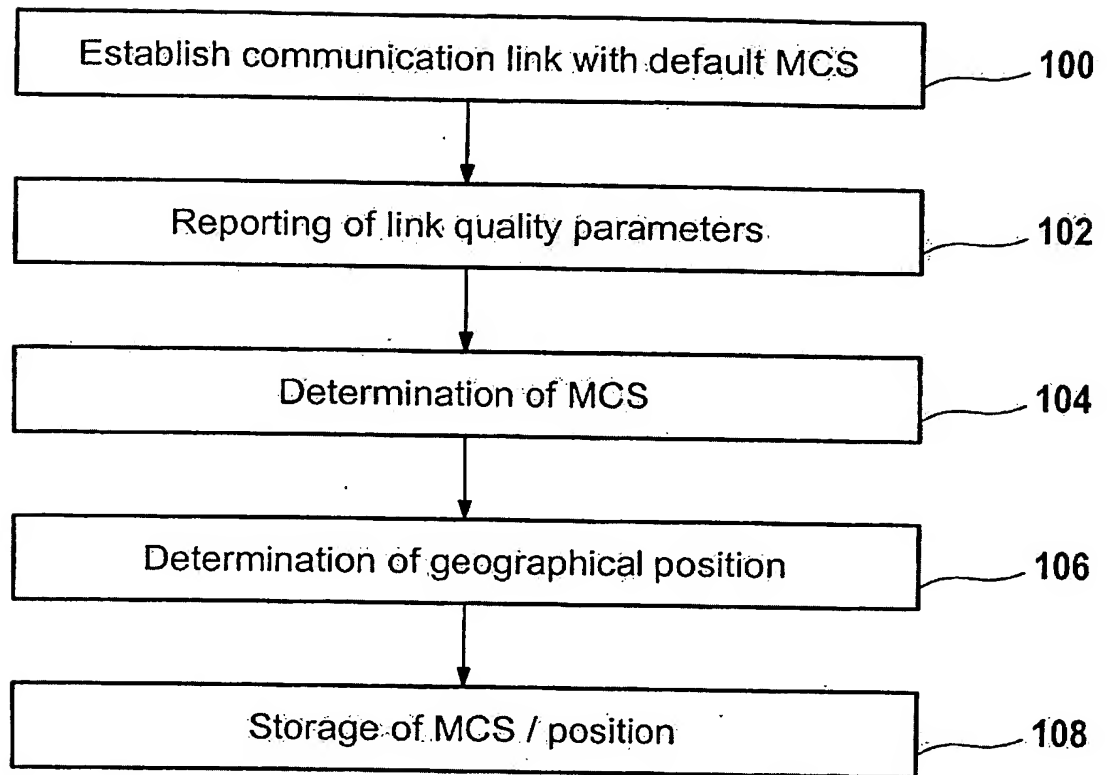 Establish communication link with default MCS 100
Reporting of link quality parameters 102
Determination of MCS 104
Determination of geographical position 106
Storage of MCS / position 108